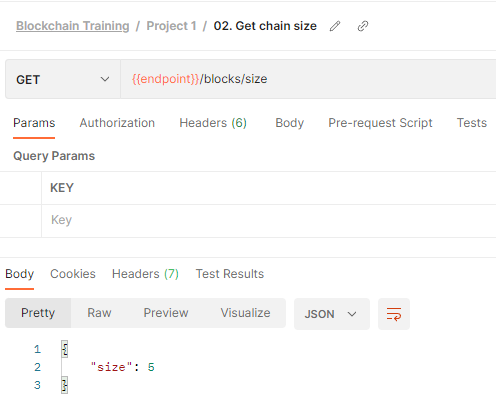 Blockchain Training / Project 1 / 02. Get chain size
GET {{endpoint}}/blocks/size
Params Authorization Headers (6) Body Pre-request Script Tests
Query Params
KEY
Key
Body Cookies Headers (7) Test Results
Pretty Raw Preview Visualize JSON
1 {
2 "size": 5
3 }